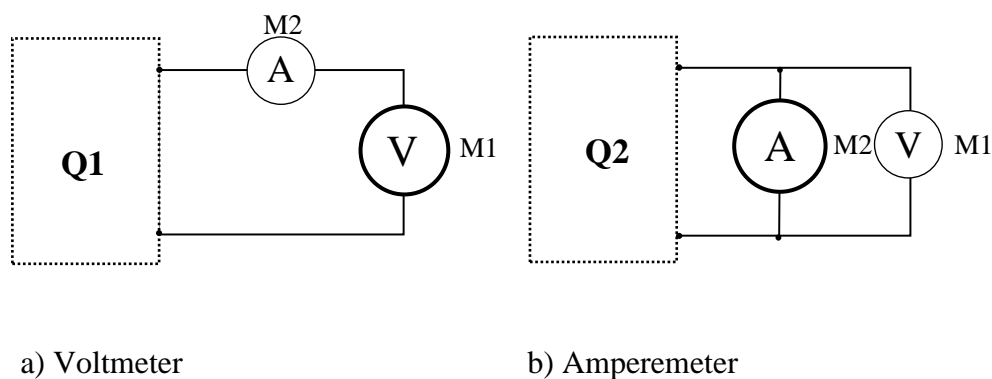 M2
A
Q1
V
M1
a) Voltmeter
Q2
A
M2
V
M1
b) Amperemeter